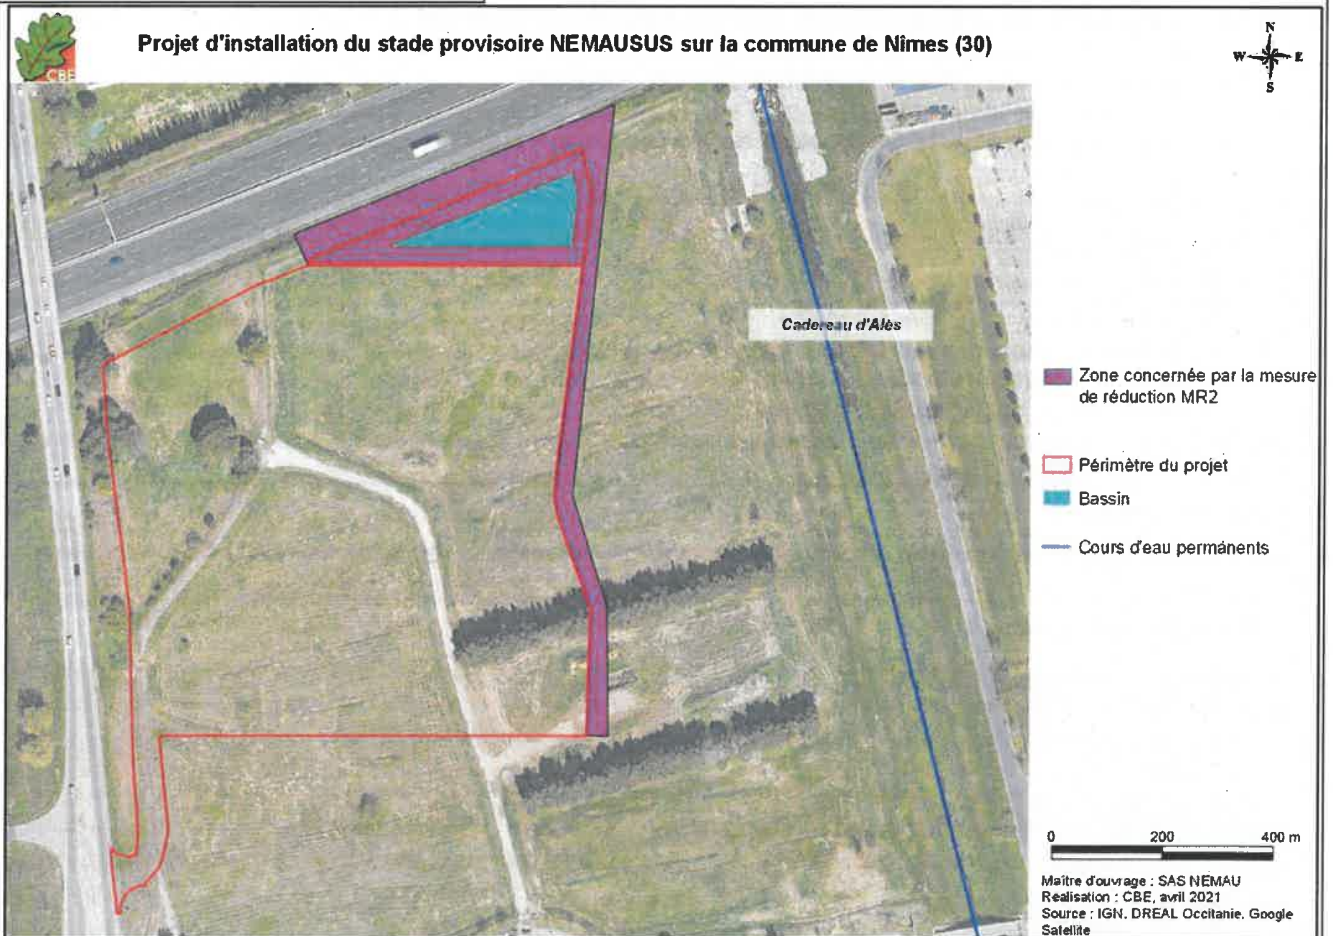 Projet d'installation du stade provisoire NEMAUSUS sur la commune de Nîmes (30)
CBE
N
W E
S
Cadereau d'Alès
Zone concernée par la mesure
de réduction MR2
Périmètre du projet
Bassin
Cours d'eau permanents
0 200 400 m
Maître d'ouvrage : SAS NEMAU
Réalisation : CBE, avril 2021
Source : IGN. DREAL Occitanie. Google
Satellite